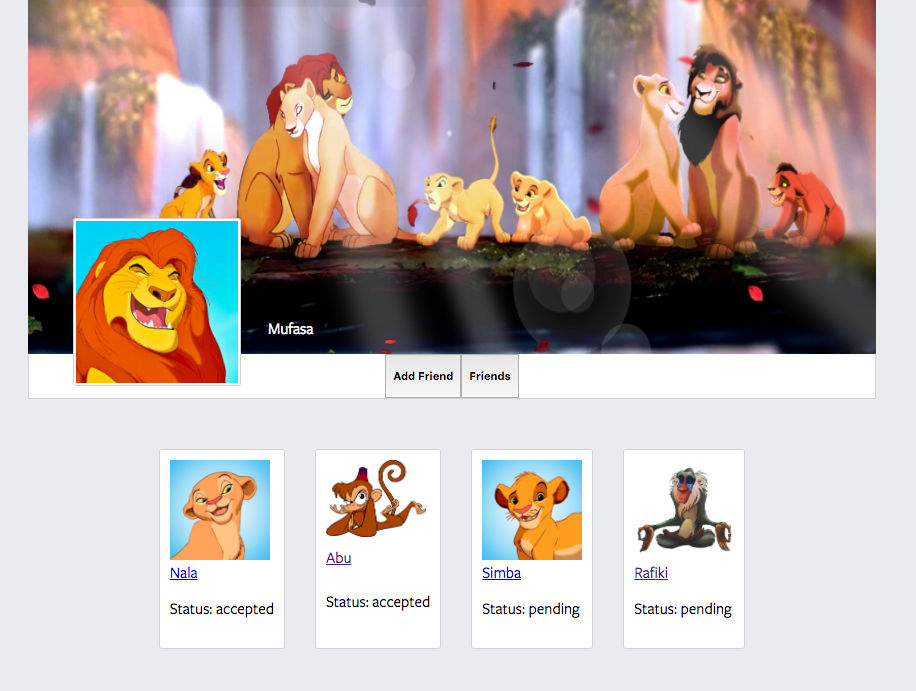 Mufasa
Add Friend Friends
Nala
Status: accepted
Abu
Status: accepted
Simba
Status: pending
Rafiki
Status: pending